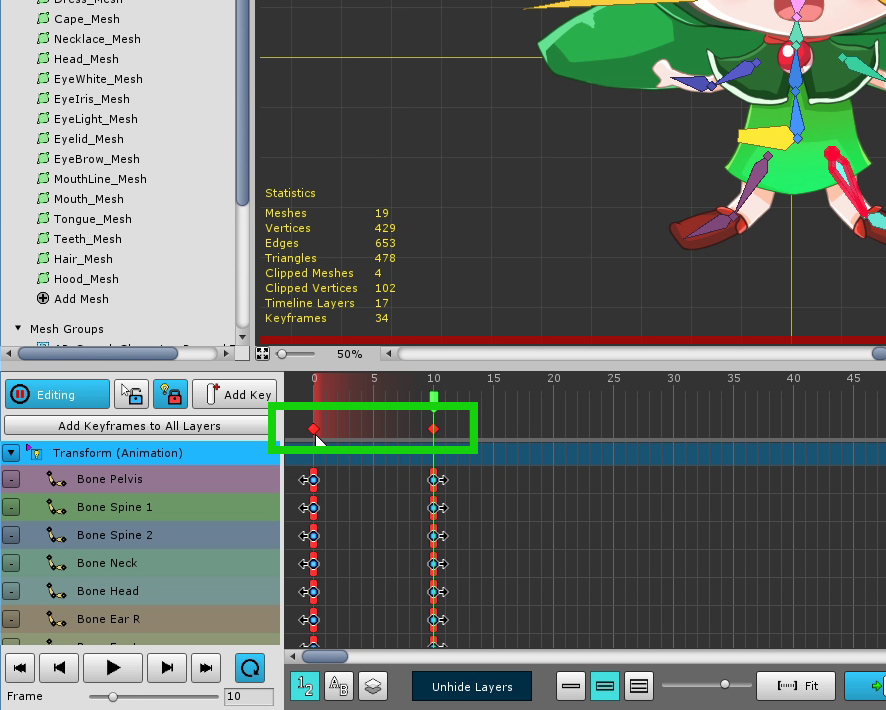 Cape_Mesh
Necklace_Mesh
Head_Mesh
EyeWhite_Mesh
EyeIris_Mesh
EyeLight_Mesh
Eyelid_Mesh
EyeBrow_Mesh
MouthLine_Mesh
Mouth_Mesh
Tongue_Mesh
Teeth_Mesh
Hair_Mesh
Hood_Mesh
Add Mesh
Mesh Groups
Statistics
Meshes 19
Vertices 429
Edges 653
Triangles 478
Clipped Meshes 4
Clipped Vertices 102
Timeline Layers 17
Keyframes 34
50%
Editing
Add Key
Add Keyframes to All Layers
0 5 10 15 20 25 30 35 40 45
Transform (Animation)
Bone Pelvis
Bone Spine 1
Bone Spine 2
Bone Neck
Bone Head
Bone Ear R
Frame 10
1 2
A B
Unhide Layers
Fit